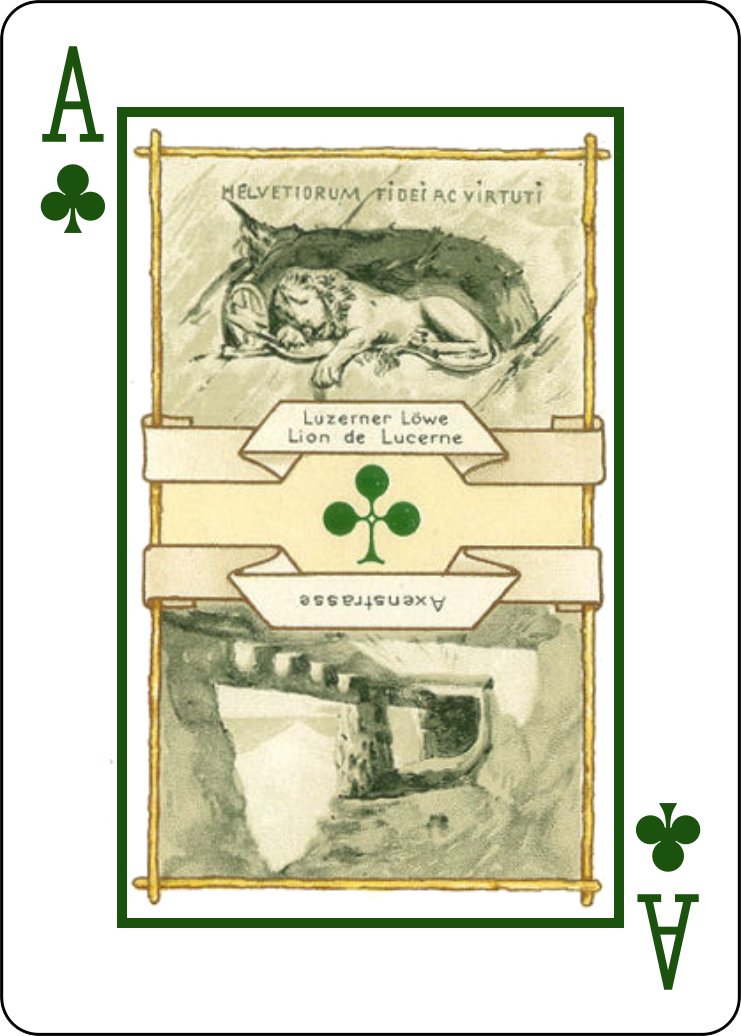 A
HELVETIORUM FIDEI AC VIRTUTI
Luzerner Löwe
Lion de Lucerne
Axenstrasse
A